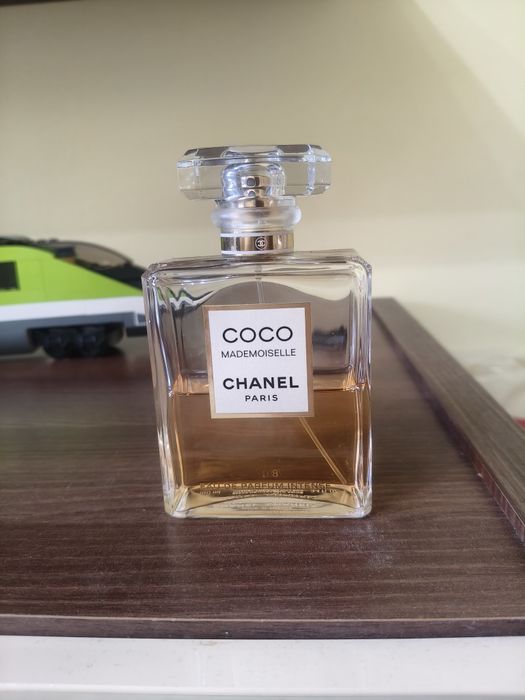 COCO
MADEMOISELLE
CHANEL
PARIS
EAU DE PARFUM INTENSE